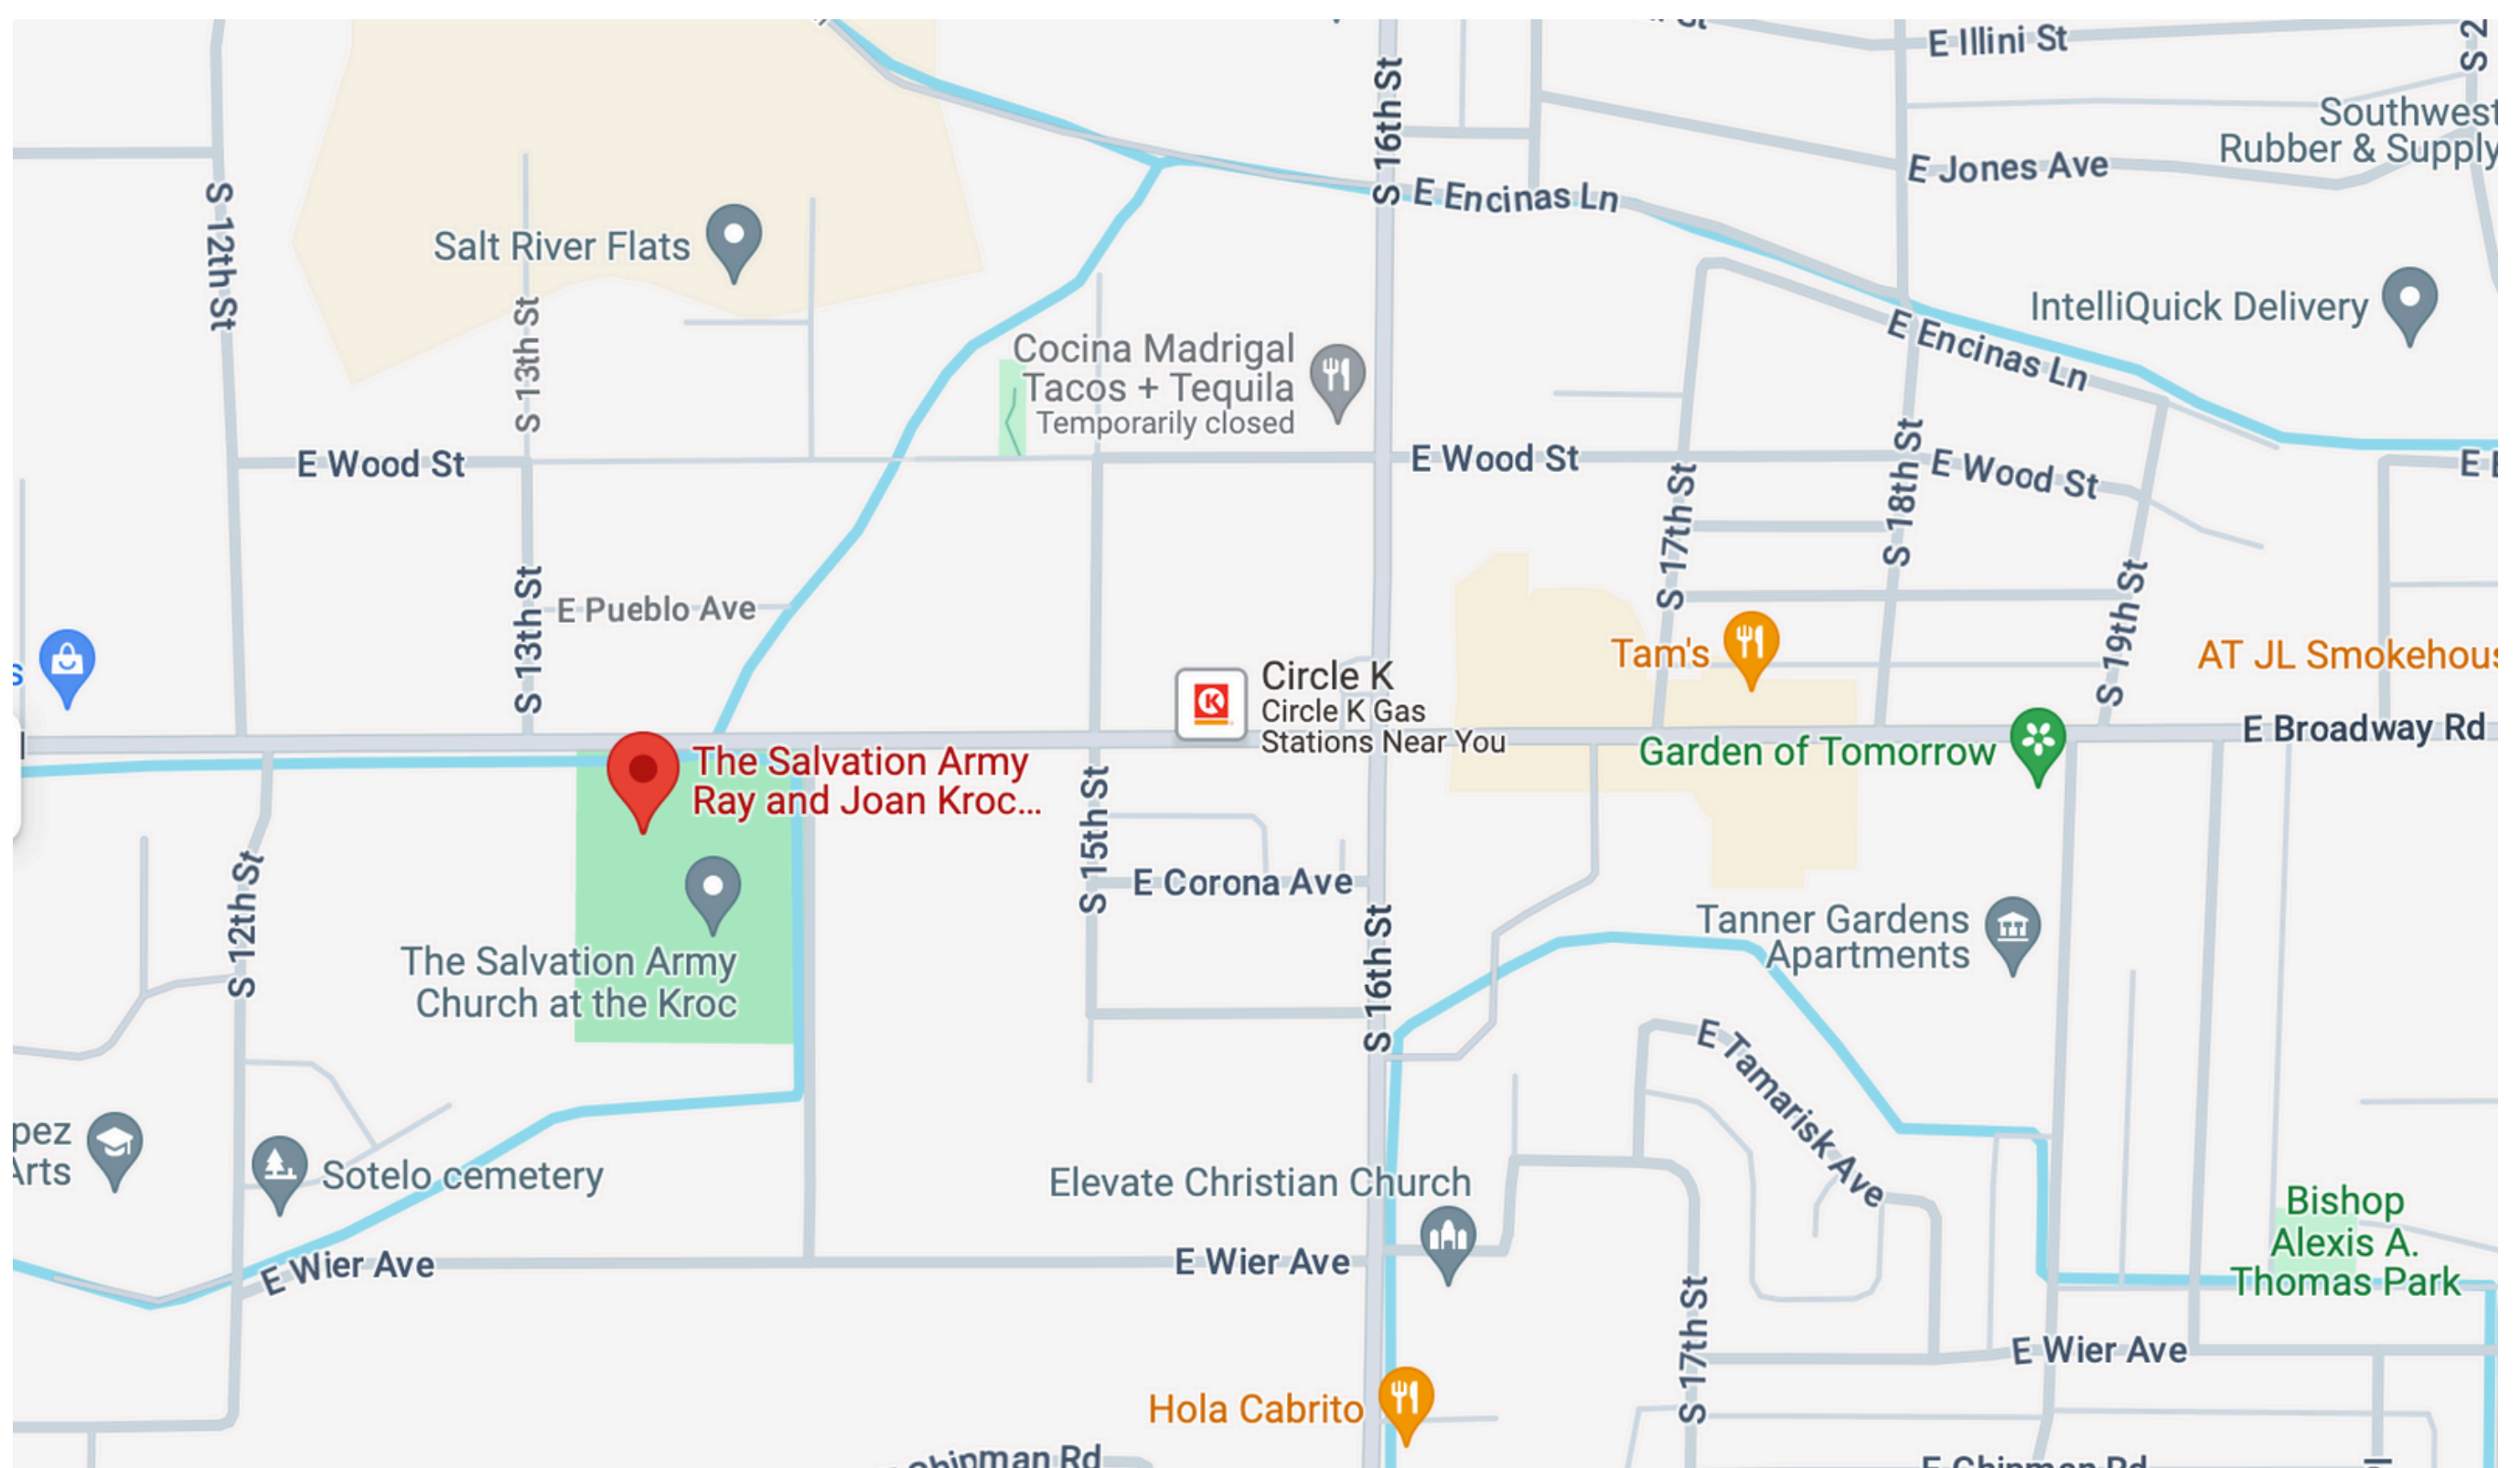 E Illini St
S 16th St
Southwest
Rubber & Supply
E Jones Ave
S 12th St
E Encinas Ln
Salt River Flats
IntelliQuick Delivery
S 13th St
Cocina Madrigal
Tacos + Tequila
Temporarily closed
E Encinas Ln
E Wood St
E Wood St
E Wood St
S 17th St
S 18th St
E Pueblo Ave
S 13th St
S 19th St
Tam's
AT JL Smokehous
Circle K
Circle K Gas
Stations Near You
E Broadway Rd
Garden of Tomorrow
The Salvation Army
Ray and Joan Kroc...
S 15th St
E Corona Ave
S 12th St
S 16th St
Tanner Gardens
Apartments
The Salvation Army
Church at the Kroc
E Tamarisk Ave
pez
Arts
Sotelo cemetery
Elevate Christian Church
Bishop
Alexis A.
Thomas Park
E Wier Ave
E Wier Ave
S 17th St
E Wier Ave
Hola Cabrito
Chipman Rd
E Chipman Rd